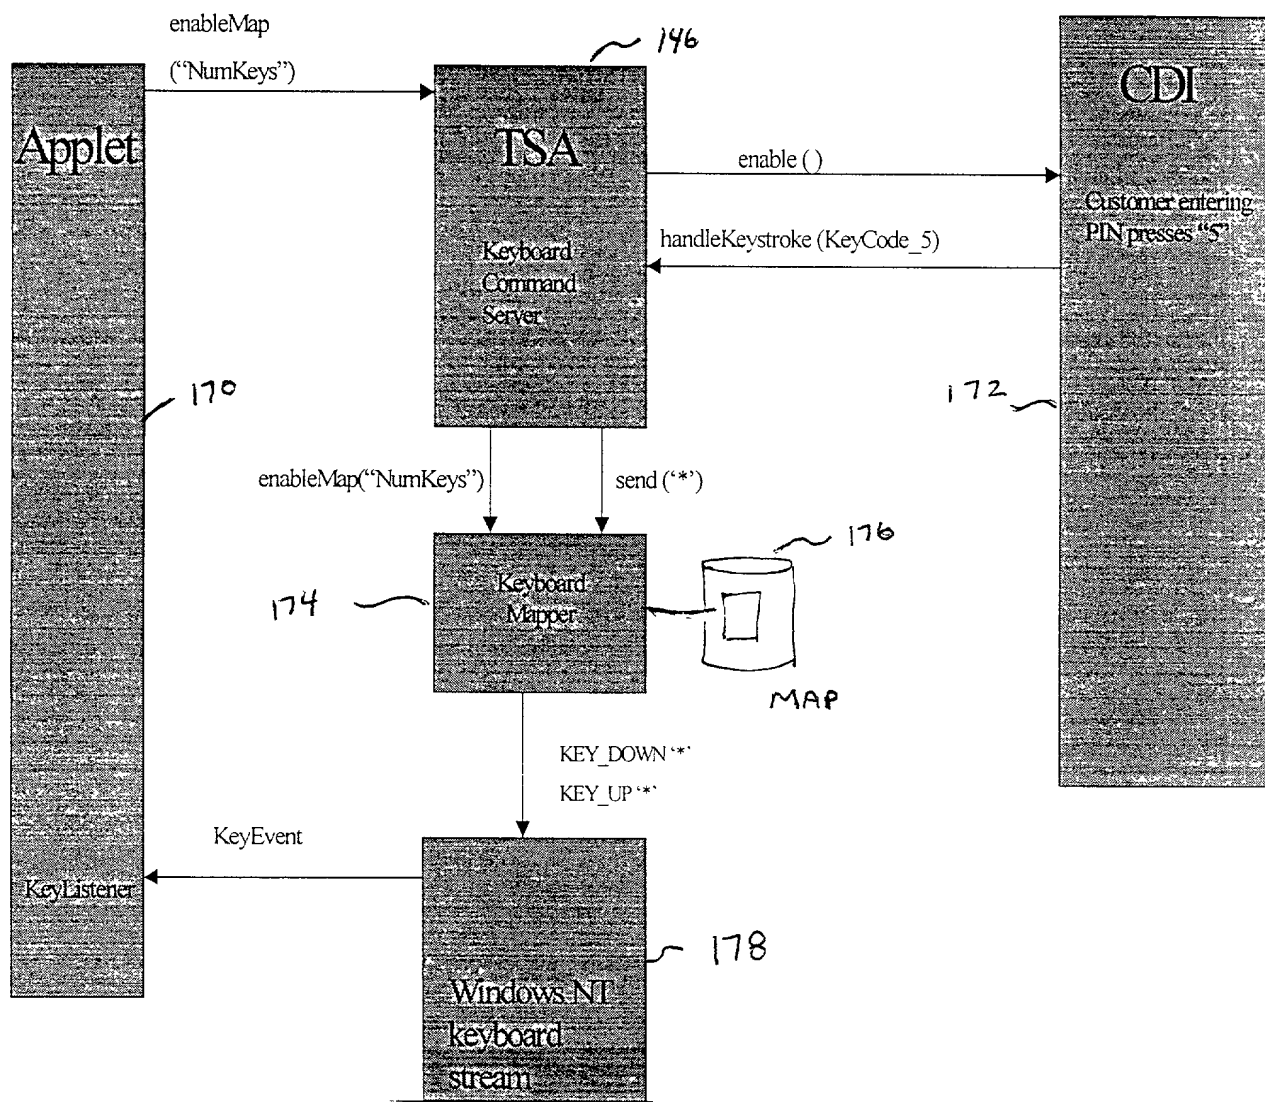 enableMap
("NumKeys")
146
Applet
TSA
CDI
enable ( )
Customer entering
PIN presses "5"
handleKeystroke (KeyCode_5)
Keyboard
Command
Server
170
172
enableMap("NumKeys")
send ('*')
176
174
Keyboard
Mapper
MAP
KEY_DOWN '*'
KEY_UP '*'
KeyEvent
KeyListener
178
Windows NT
keyboard
stream